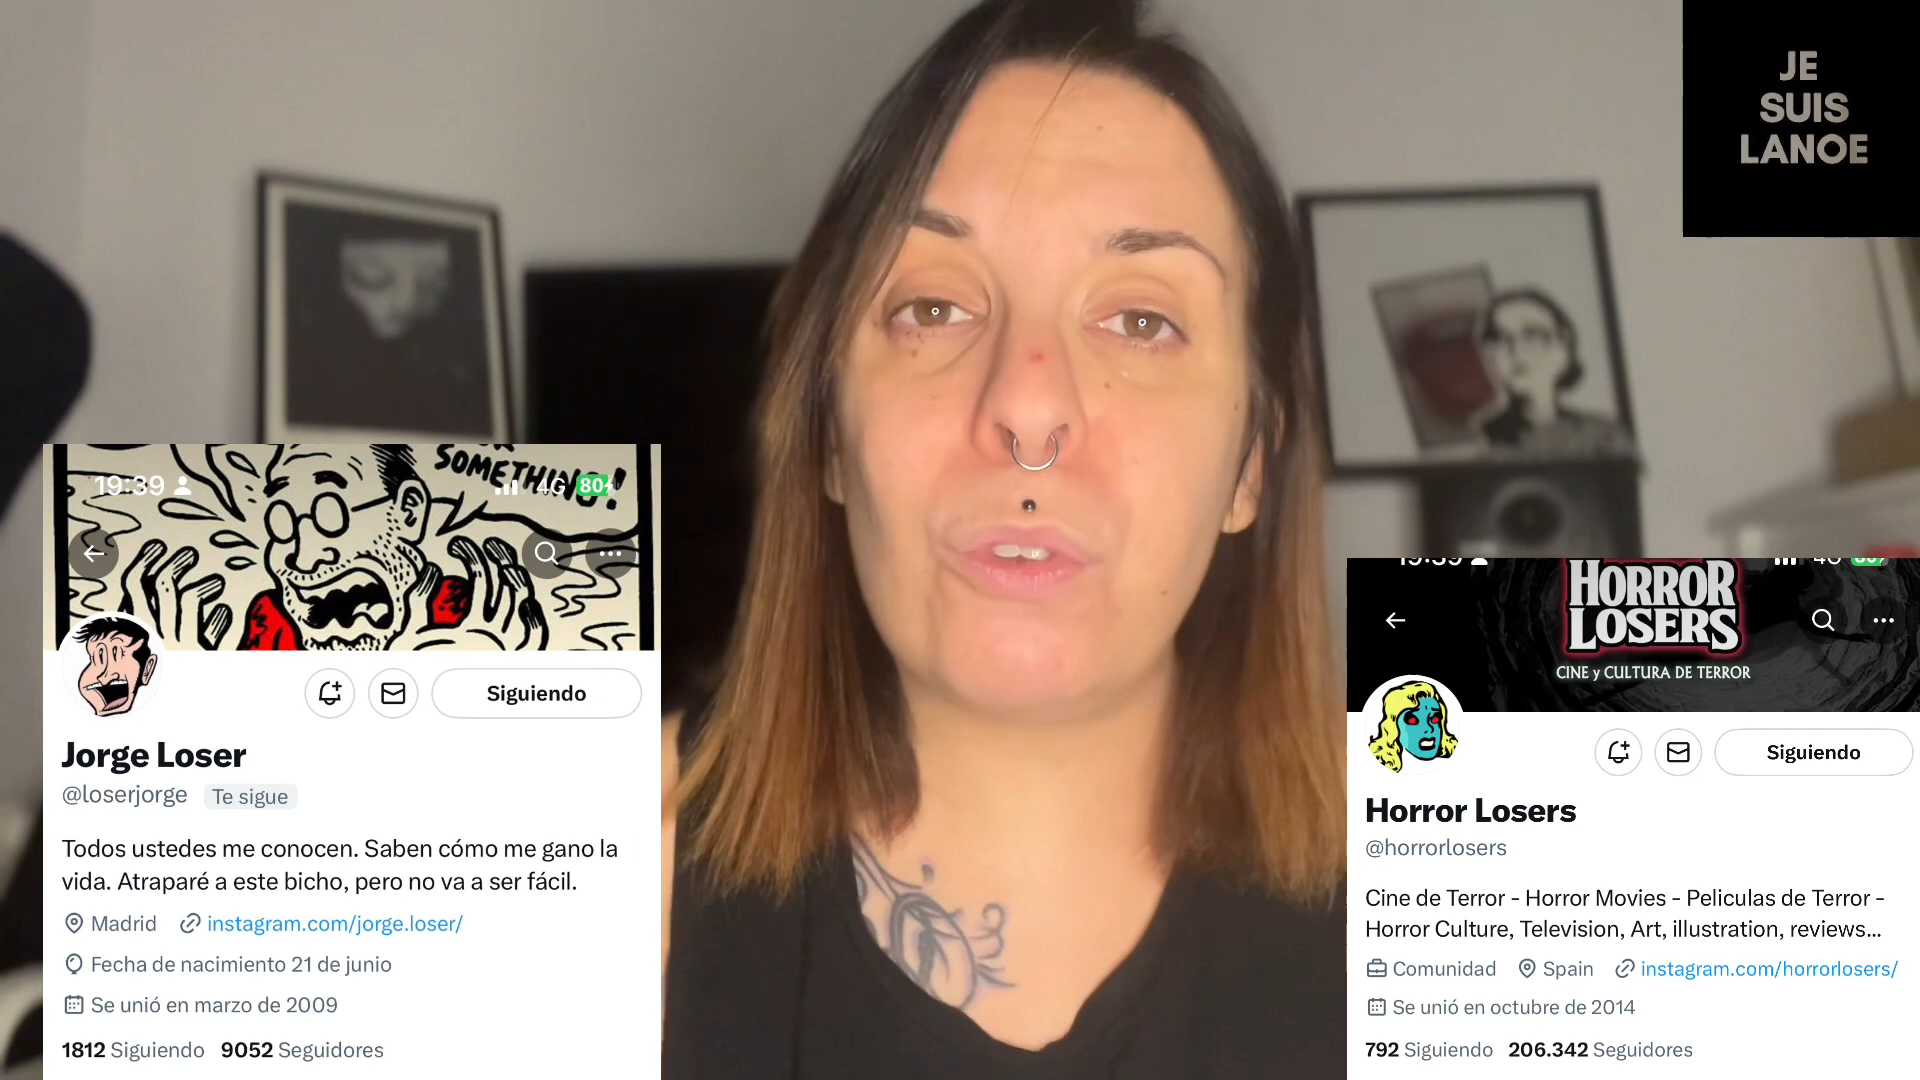 JE
SUIS
LANOE
SOMETHING!
19:39
4G 80
Jorge Loser
@loserjorge Te sigue
Siguiendo
Todos ustedes me conocen. Saben cómo me gano la
vida. Atraparé a este bicho, pero no va a ser fácil.
Madrid instagram.com/jorge.loser/
Fecha de nacimiento 21 de junio
Se unió en marzo de 2009
1812 Siguiendo 9052 Seguidores
HORROR
LOSERS
CINE y CULTURA DE TERROR
Siguiendo
Horror Losers
@horrorlosers
Cine de Terror - Horror Movies - Peliculas de Terror -
Horror Culture, Television, Art, illustration, reviews...
Comunidad Spain instagram.com/horrorlosers/
Se unió en octubre de 2014
792 Siguiendo 206.342 Seguidores